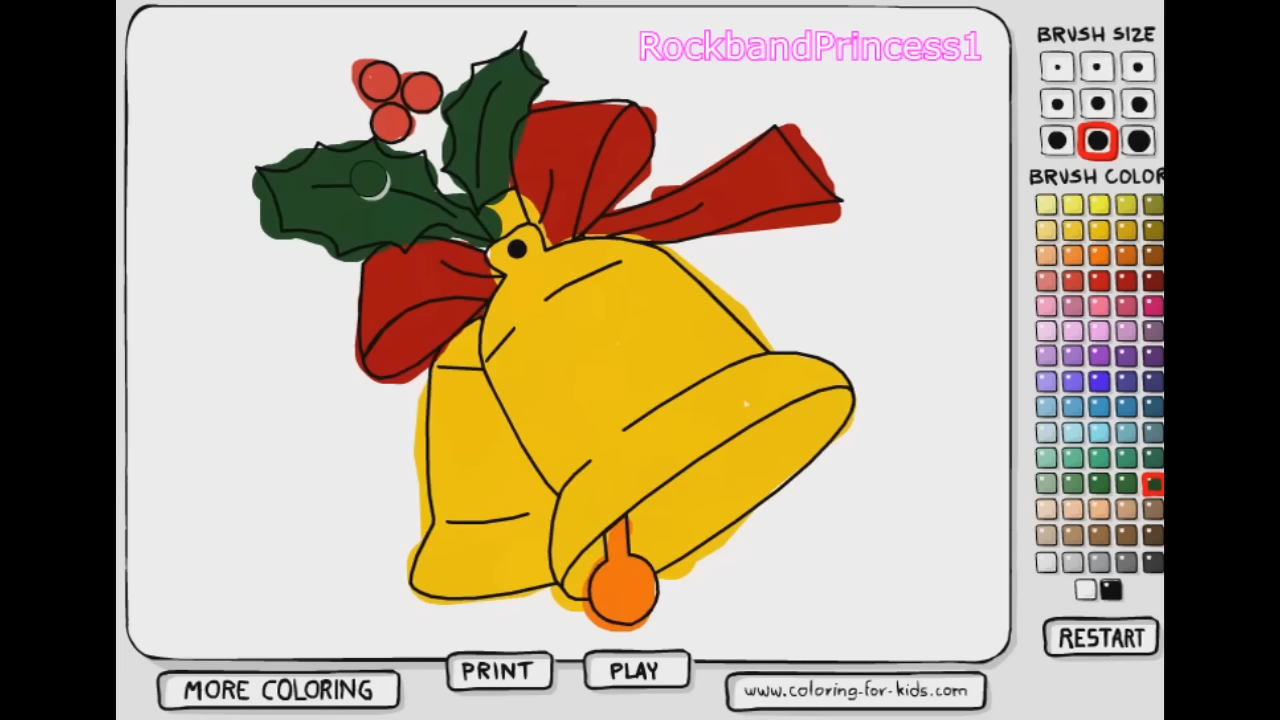 RockbandPrincess1
BRUSH SIZE
BRUSH COLOR
RESTART
PRINT
PLAY
MORE COLORING
www.coloring-for-kids.com